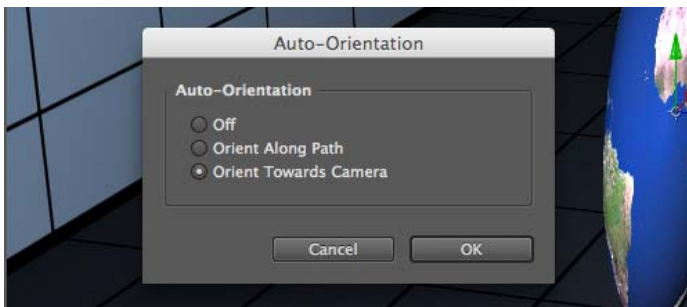 Auto-Orientation
Auto-Orientation
Off
Orient Along Path
Orient Towards Camera
Cancel OK